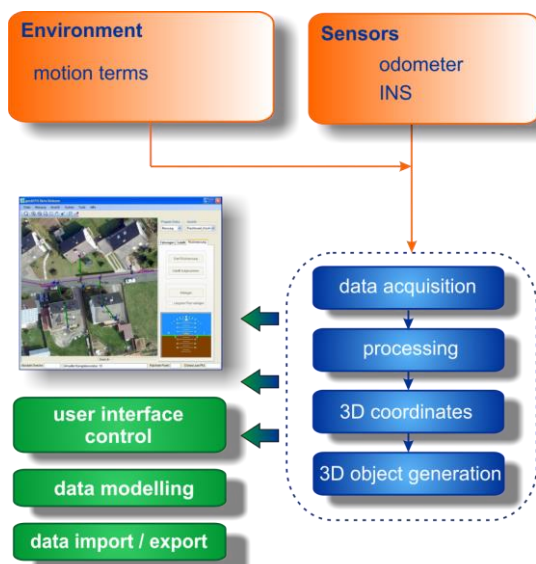 Environment
motion terms
Sensors
odometer
INS
data acquisition
processing
3D coordinates
3D object generation
user interface
control
data modelling
data import / export